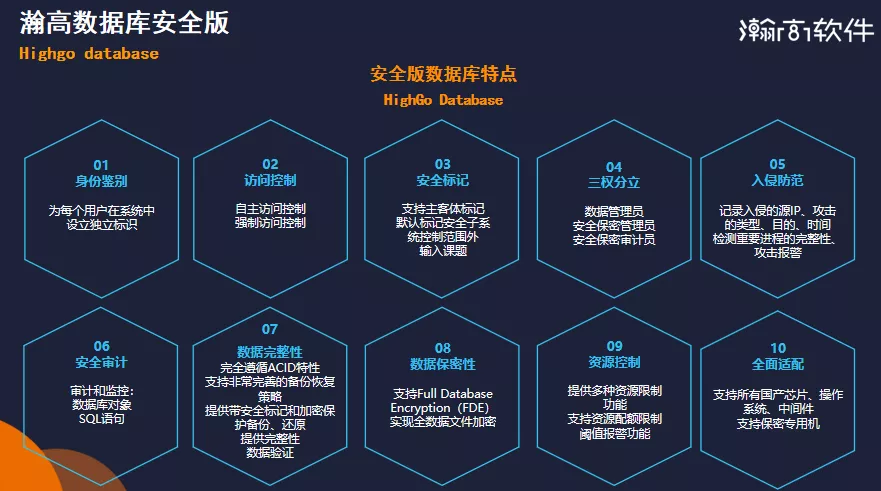 瀚高数据库安全版
Highgo database
瀚高软件
安全版数据库特点
HighGo Database
01
身份鉴别
为每个用户在系统中
设立独立标识
02
访问控制
自主访问控制
强制访问控制
03
安全标记
支持主客体标记
默认标记安全子系
统控制范围外
输入课题
04
三权分立
数据管理员
安全保密管理员
安全保密审计员
05
入侵防范
记录入侵的源IP、攻击
的类型、目的、时间
检测重要进程的完整性、
攻击报警
06
安全审计
审计和监控：
数据库对象
SQL语句
07
数据完整性
完全遵循ACID特性
支持非常完善的备份恢复
策略
提供带安全标记和加密保
护备份、还原
提供完整性
数据验证
08
数据保密性
支持Full Database
Encryption（FDE）
实现全数据文件加密
09
资源控制
提供多种资源限制
功能
支持资源配额限制
阈值报警功能
10
全面适配
支持所有国产芯片、操作
系统、中间件
支持保密专用机